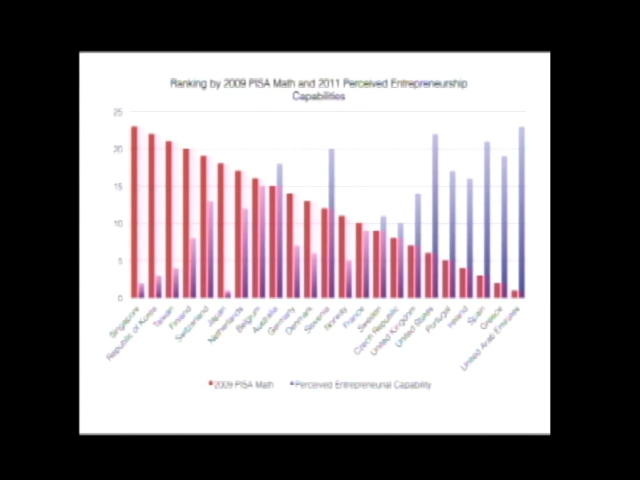 Ranking by 2009 PISA Math and 2011 Perceived Entrepreneurship
Capabilities
25
20
15
10
5
0
Singapore
Republic of Korea
Taiwan
Finland
Switzerland
Japan
Netherlands
Belgium
Australia
Germany
Denmark
Slovenia
Norway
France
Sweden
Czech Republic
United Kingdom
United States
Portugal
Ireland
Spain
Greece
United Arab Emirates
2009 PISA Math
Perceived Entrepreneurial Capability